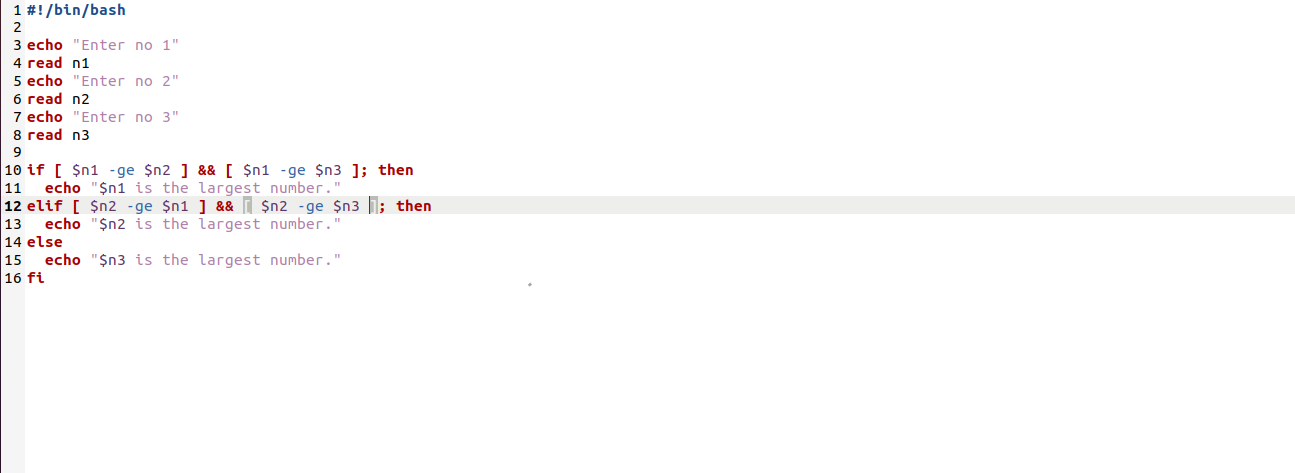 1 #!/bin/bash
2
3 echo "Enter no 1"
4 read n1
5 echo "Enter no 2"
6 read n2
7 echo "Enter no 3"
8 read n3
9
10 if [ $n1 -ge $n2 ] && [ $n1 -ge $n3 ]; then
11   echo "$n1 is the largest number."
12 elif [ $n2 -ge $n1 ] && [ $n2 -ge $n3 ]; then
13   echo "$n2 is the largest number."
14 else
15   echo "$n3 is the largest number."
16 fi